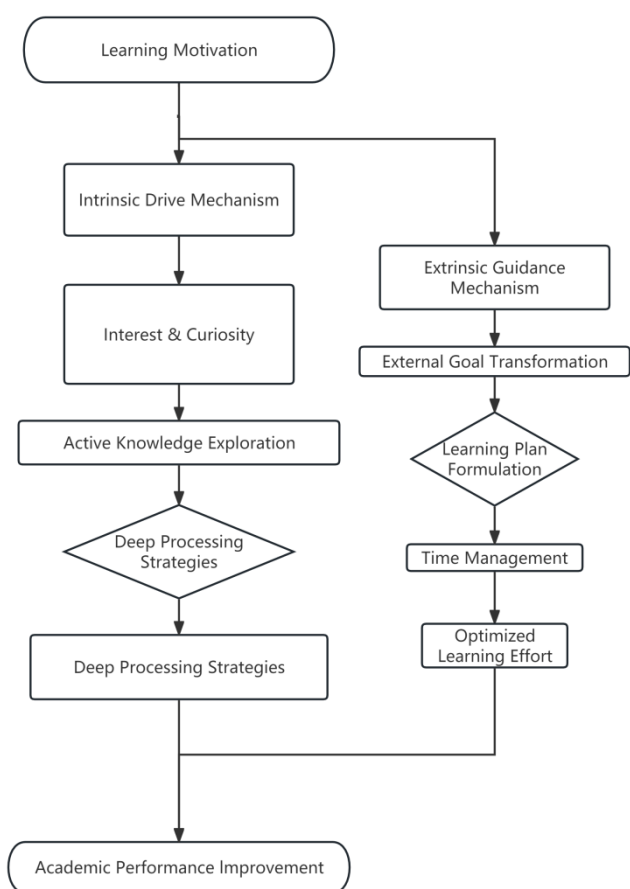 Learning Motivation
Intrinsic Drive Mechanism
Interest & Curiosity
Active Knowledge Exploration
Deep Processing
Strategies
Deep Processing Strategies
Extrinsic Guidance
Mechanism
External Goal Transformation
Learning Plan
Formulation
Time Management
Optimized
Learning Effort
Academic Performance Improvement